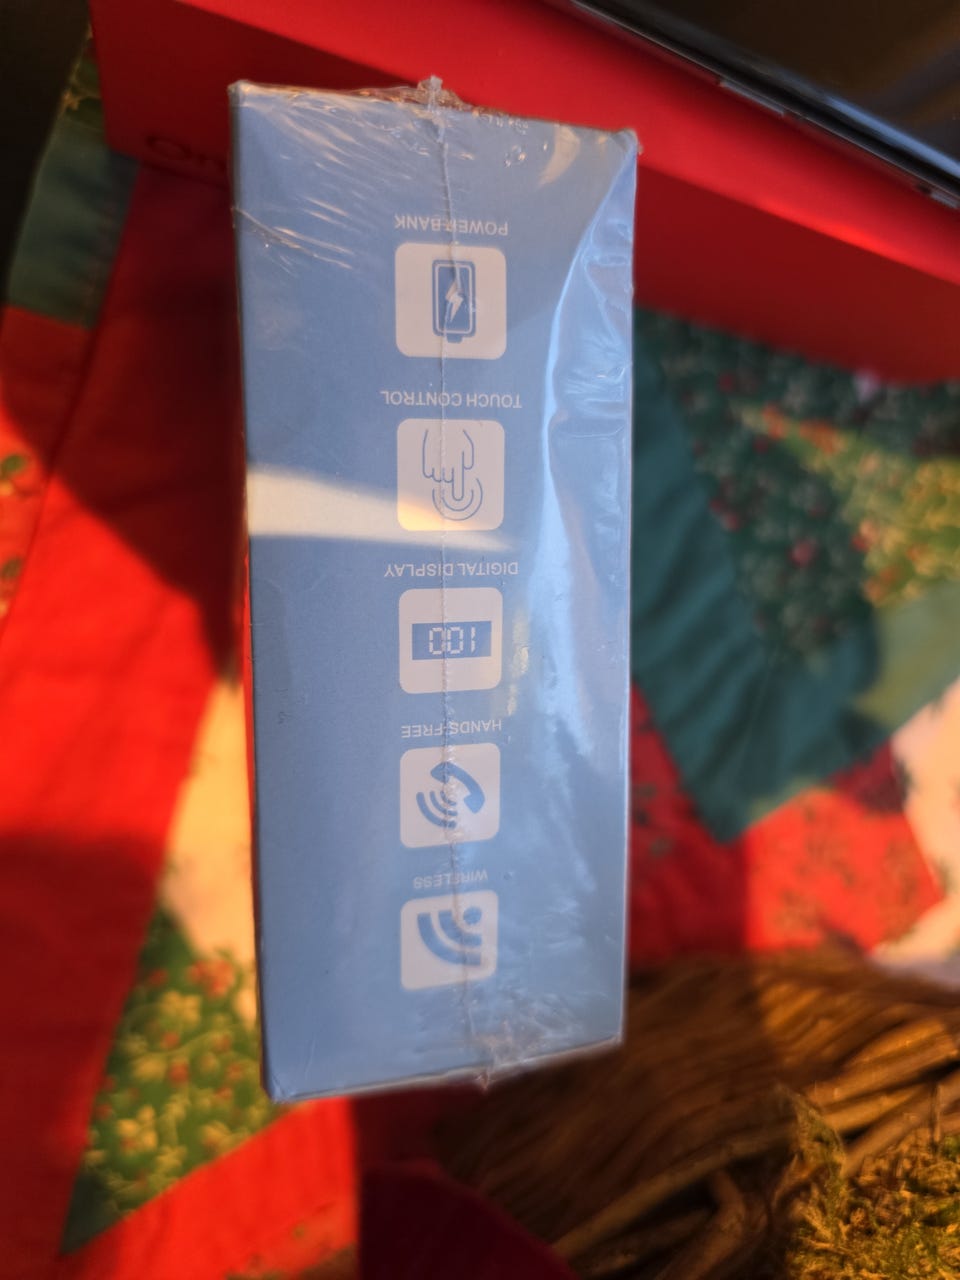 WIRELESS
HANDS-FREE
100
DIGITAL DISPLAY
TOUCH CONTROL
POWER-BANK